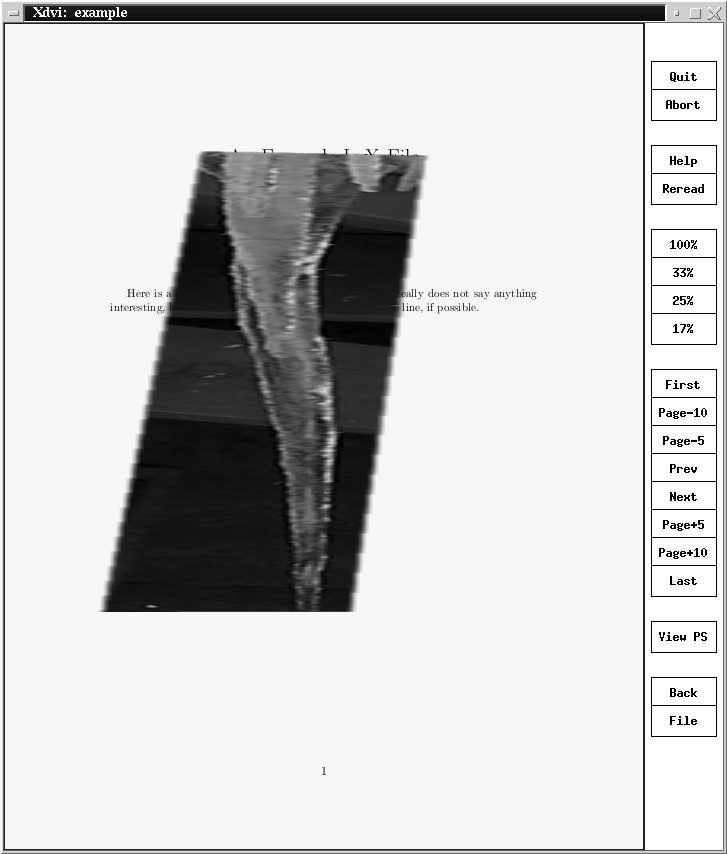 Xdvi: example
Quit
Abort
File
Help
Reread
100%
Here is a eally does not say anything
interesting, line, if possible.
33%
25%
17%
First
Page-10
Page-5
Prev
Next
Page+5
Page+10
Last
View PS
Back
File
1